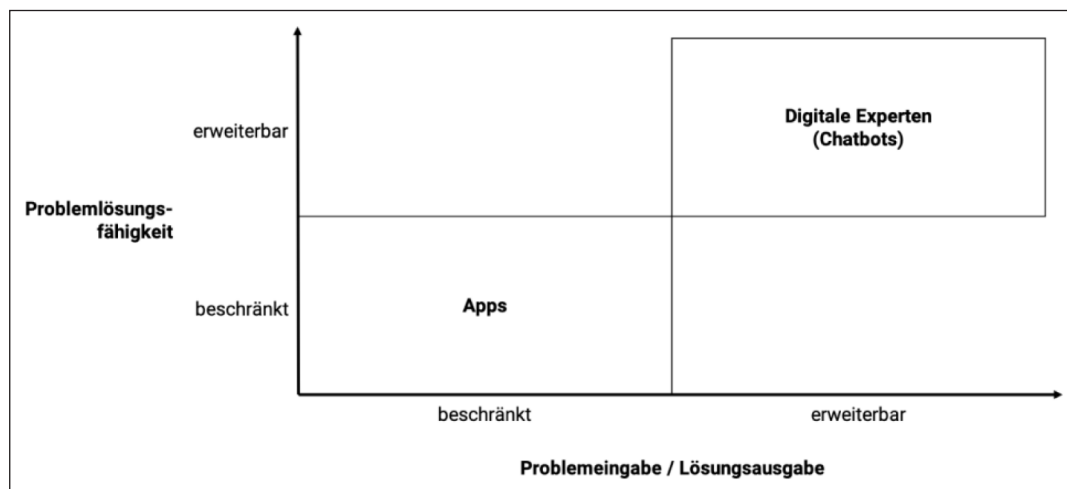 Digitale Experten
(Chatbots)
erweiterbar
Problemlösungs-
fähigkeit
beschränkt
Apps
beschränkt
erweiterbar
Problemeingabe / Lösungsausgabe